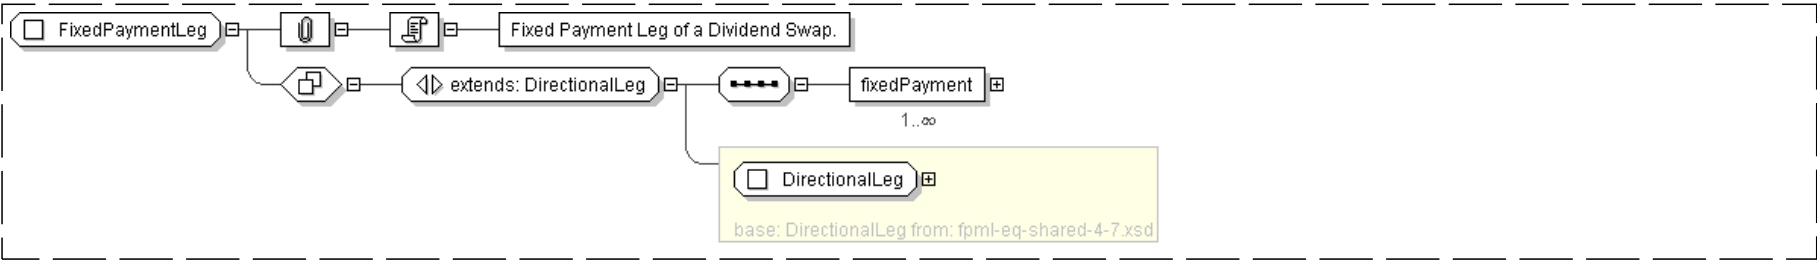 FixedPaymentLeg
Fixed Payment Leg of a Dividend Swap.
extends: DirectionalLeg
fixedPayment
1..∞
DirectionalLeg
base: DirectionalLeg from: fpml-eq-shared-4-7.xsd